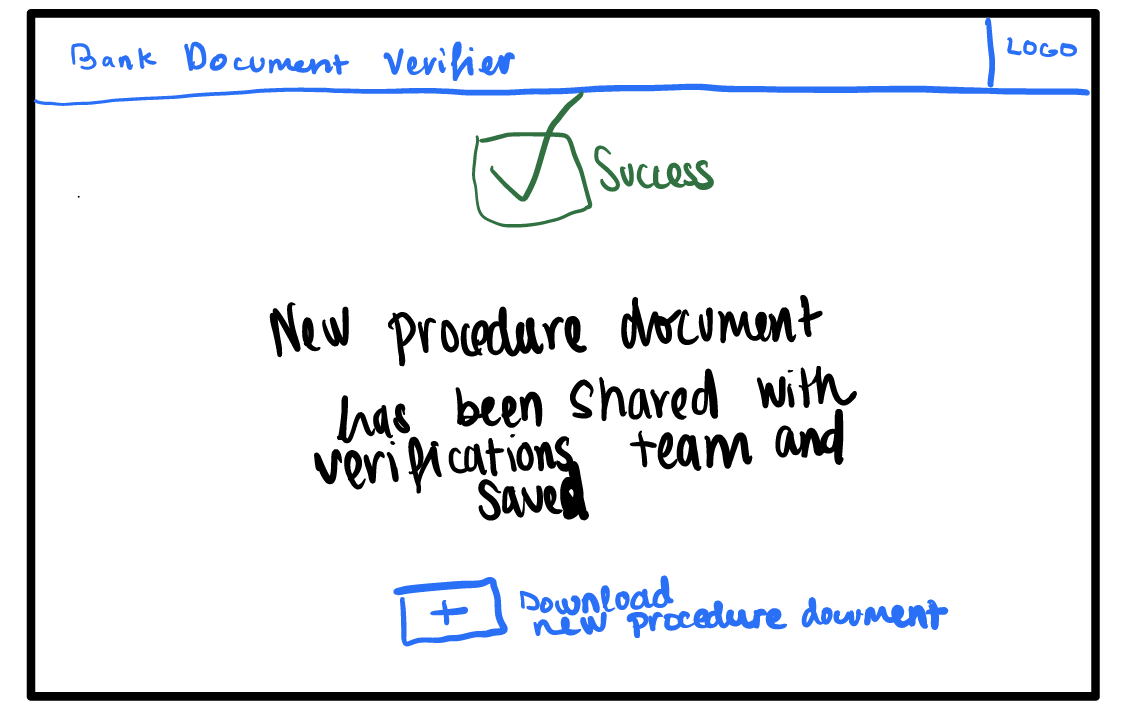 Bank Document Verifier
LOGO
Success
New procedure document
has been shared with
verifications team and
saved
+ Download
new procedure document